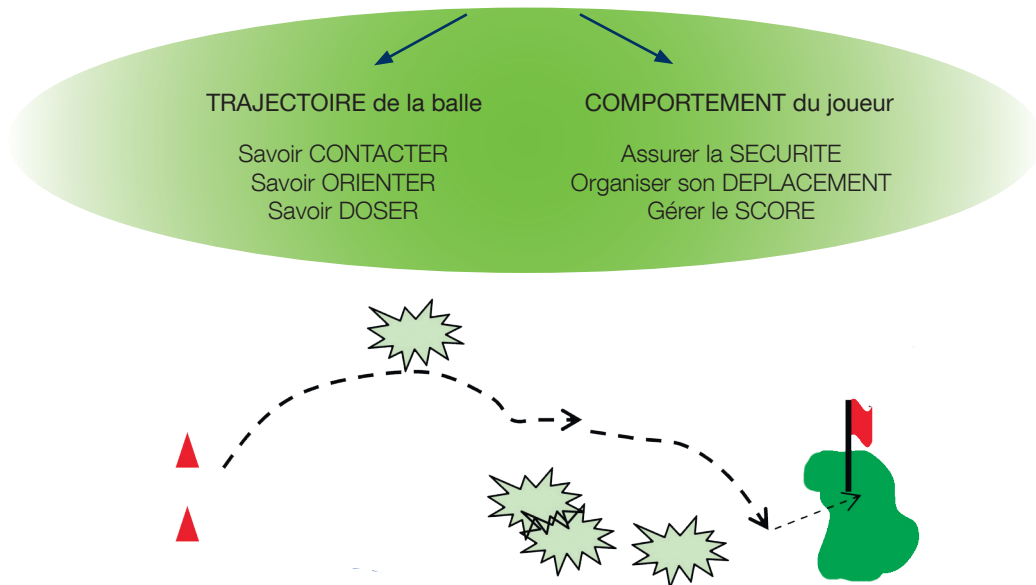 TRAJECTOIRE de la balle
Savoir CONTACTER
Savoir ORIENTER
Savoir DOSER
COMPORTEMENT du joueur
Assurer la SECURITE
Organiser son DEPLACEMENT
Gérer le SCORE